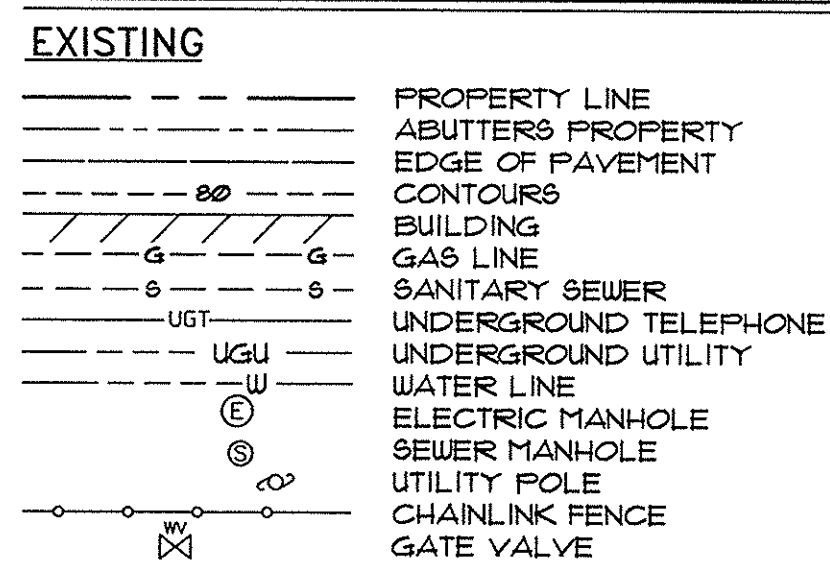 EXISTING
PROPERTY LINE
ABUTTERS PROPERTY
EDGE OF PAVEMENT
80 CONTOURS
BUILDING
G G GAS LINE
S S SANITARY SEWER
UGT UNDERGROUND TELEPHONE
UGU UNDERGROUND UTILITY
W WATER LINE
E ELECTRIC MANHOLE
S SEWER MANHOLE
UTILITY POLE
CHAINLINK FENCE
WV GATE VALVE